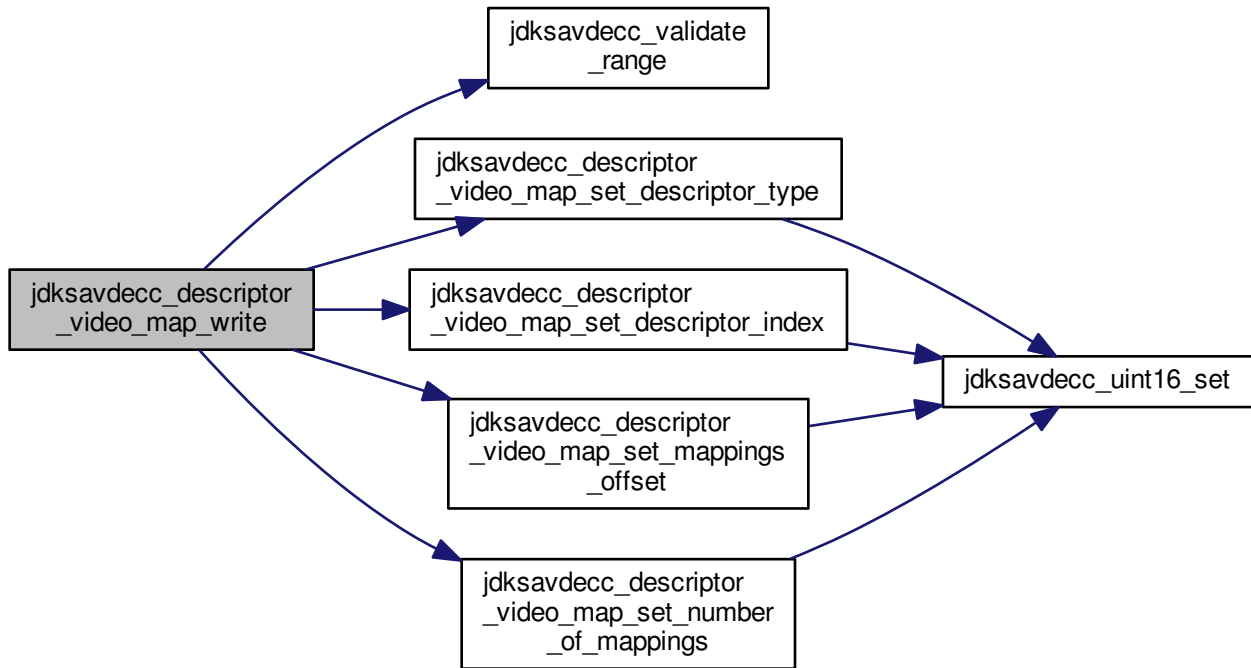 jdksavdecc_validate
_range
jdksavdecc_descriptor
_video_map_set_descriptor_type
jdksavdecc_descriptor
_video_map_write
jdksavdecc_descriptor
_video_map_set_descriptor_index
jdksavdecc_uint16_set
jdksavdecc_descriptor
_video_map_set_mappings
_offset
jdksavdecc_descriptor
_video_map_set_number
_of_mappings